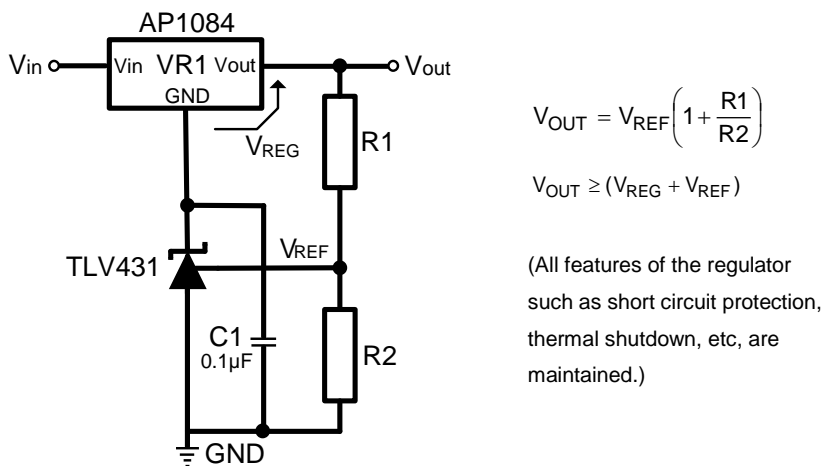 AP1084
Vin
Vin VR1 Vout
Vout
GND
VREG
R1
VREF
TLV431
C1
0.1µF
R2
GND
VOUT = VREF(1 + R1/R2)
VOUT ≥ (VREG + VREF)
(All features of the regulator
such as short circuit protection,
thermal shutdown, etc, are
maintained.)